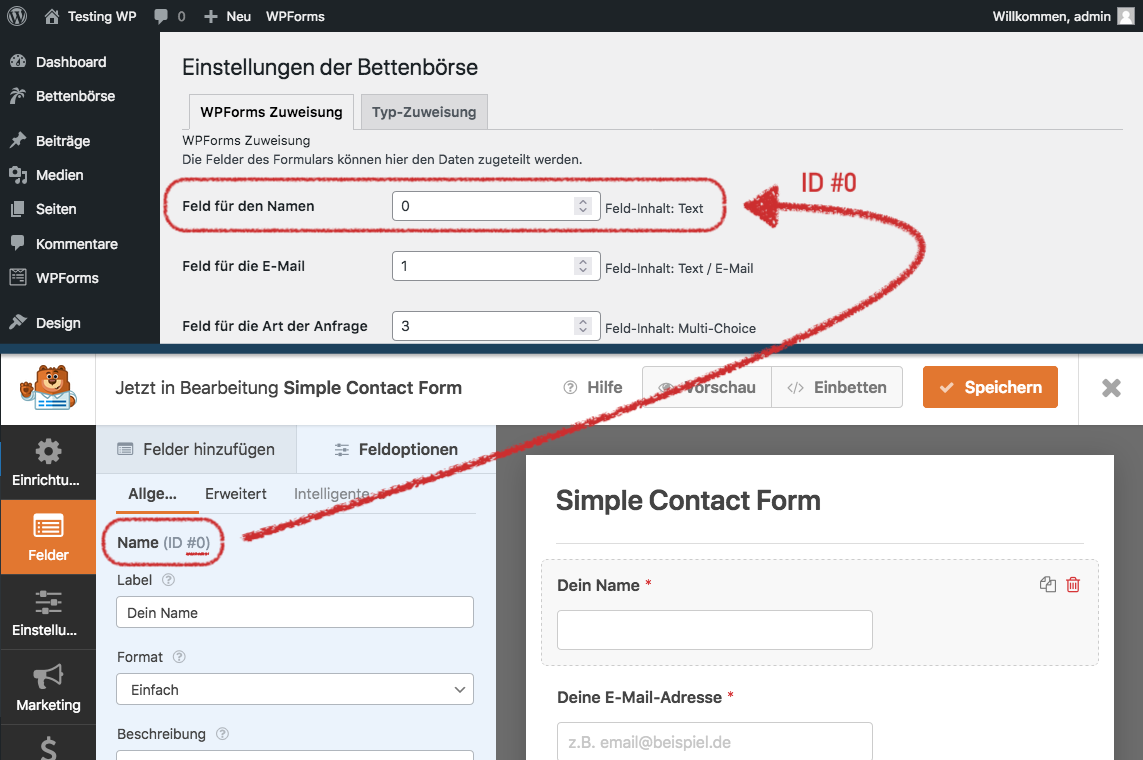 Testing WP 0 Neu WPForms Willkommen, admin
Dashboard
Bettenbörse
Beiträge
Medien
Seiten
Kommentare
WPForms
Design
Einstellungen der Bettenbörse
WPForms Zuweisung Typ-Zuweisung
WPForms Zuweisung
Die Felder des Formulars können hier den Daten zugeteilt werden.
ID #0
Feld für den Namen 0 Feld-Inhalt: Text
Feld für die E-Mail 1 Feld-Inhalt: Text / E-Mail
Feld für die Art der Anfrage 3 Feld-Inhalt: Multi-Choice
Jetzt in Bearbeitung Simple Contact Form Hilfe Vorschau </> Einbetten Speichern
Einrichtu...
Felder
Einstellu...
Marketing
Felder hinzufügen Feldoptionen
Allge... Erweitert Intelligente
Name (ID #0)
Label
Dein Name
Format
Einfach
Beschreibung
Simple Contact Form
Dein Name *
Deine E-Mail-Adresse *
z.B. email@beispiel.de